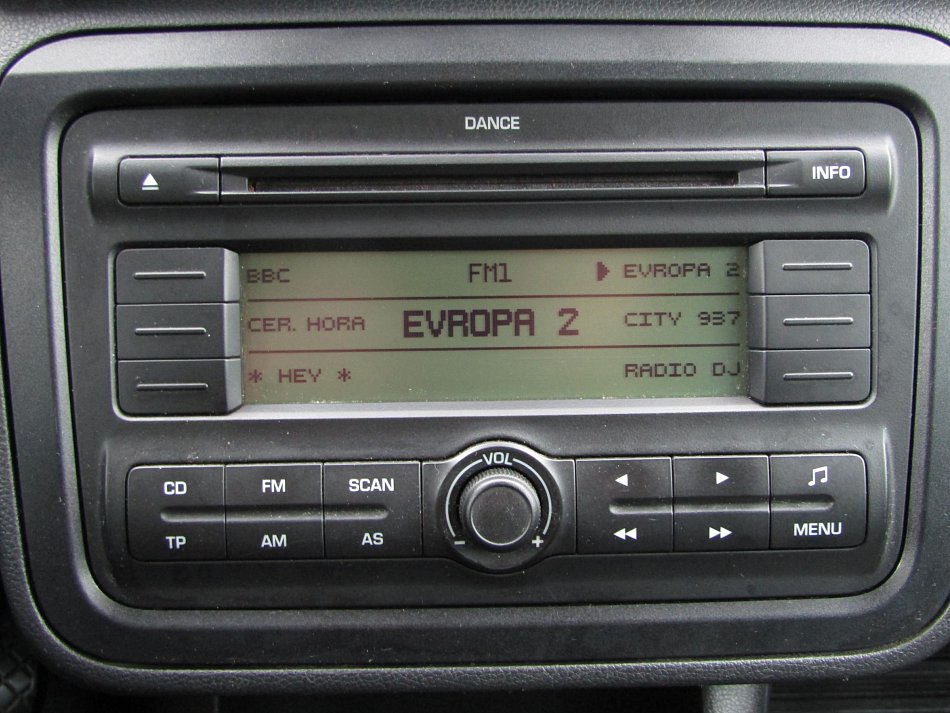 DANCE
INFO
BBC FM1 EVROPA 2
CER. HORA EVROPA 2 CITY 937
* HEY * RADIO DJ
VOL
CD FM SCAN
TP AM AS
- +
MENU